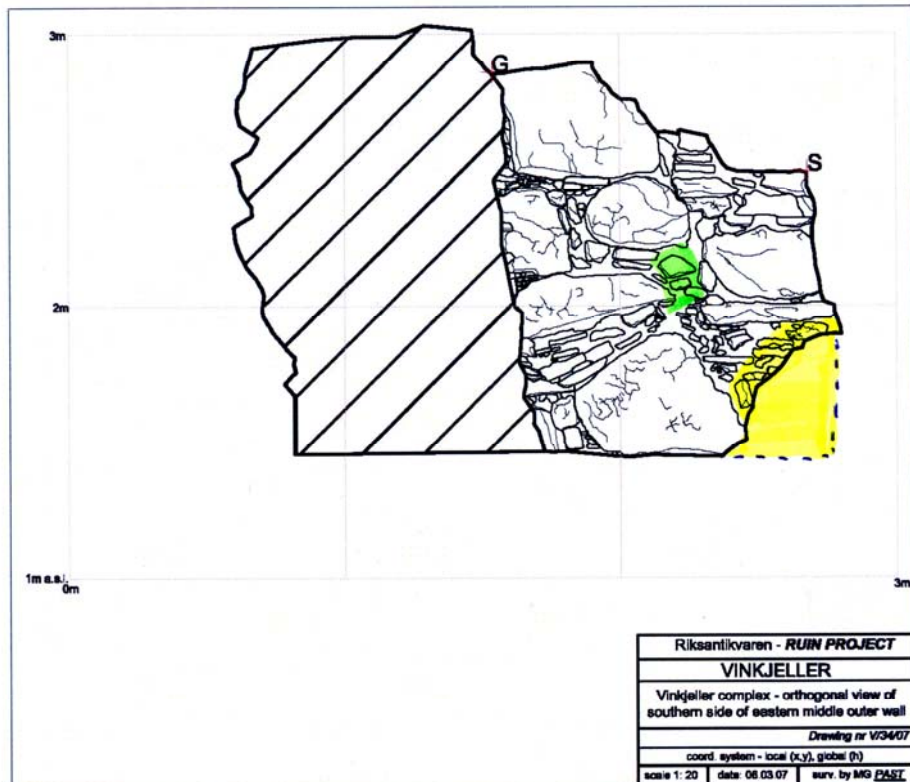 3m
G
S
2m
1m a.s.l.
0m
3m
Riksantikvaren - RUIN PROJECT
VINKJELLER
Vinkjeller complex - orthogonal view of
southern side of eastern middle outer wall
Drawing nr V/34/07
coord. system - local (x,y), global (h)
scale 1: 20 date: 06.03.07 surv. by MG PAST